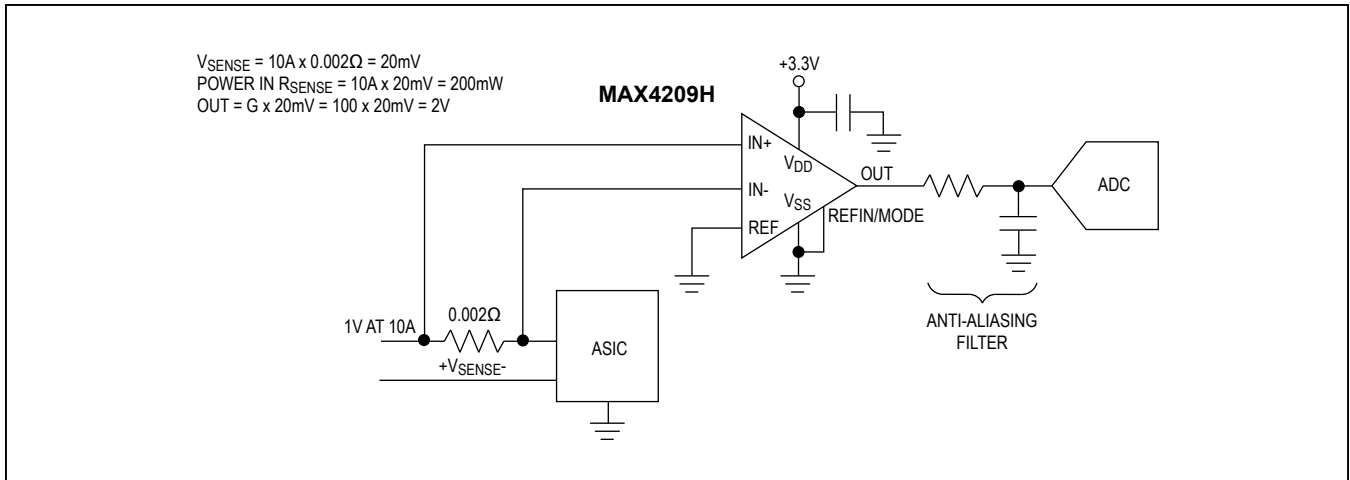 VSENSE = 10A x 0.002Ω = 20mV
POWER IN RSENSE = 10A x 20mV = 200mW
OUT = G x 20mV = 100 x 20mV = 2V
MAX4209H
+3.3V
IN+
VDD
IN-
OUT
VSS
REFIN/MODE
REF
ADC
ANTI-ALIASING
FILTER
1V AT 10A
0.002Ω
+VSENSE-
ASIC